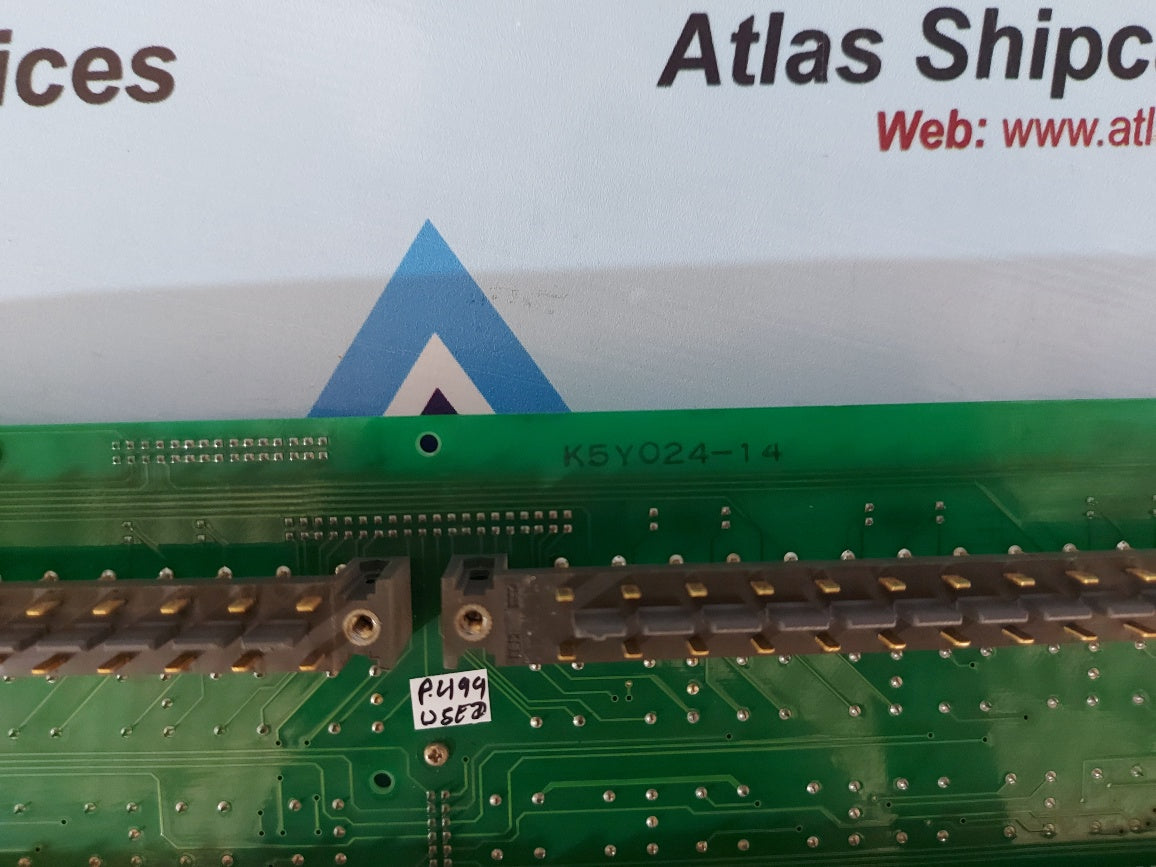 ices
Atlas Shipc
Web: www.atl
K5Y024-14
P.499
USED